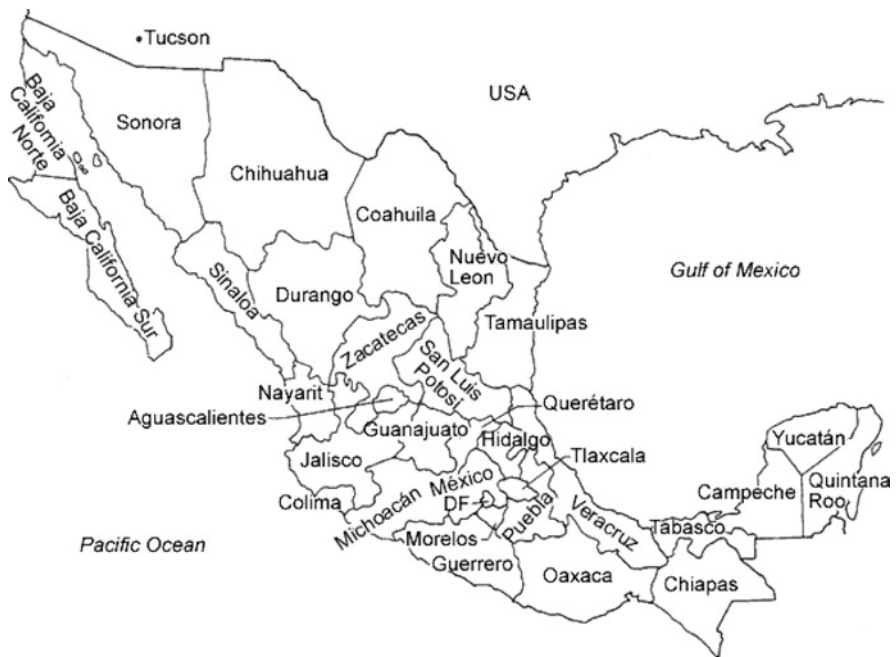 Tucson
USA
Baja
California
Norte
Sonora
Chihuahua
Coahuila
Baja California Sur
Sinaloa
Durango
Nuevo
Leon
Gulf of Mexico
Tamaulipas
Zacatecas
San Luis
Potosi
Nayarit
Aguascalientes
Querétaro
Guanajuato
Hidalgo
Yucatán
Jalisco
Tlaxcala
Colima
Michoacán
México
DF
Puebla
Veracruz
Campeche
Quintana
Roo
Tabasco
Pacific Ocean
Morelos
Guerrero
Oaxaca
Chiapas